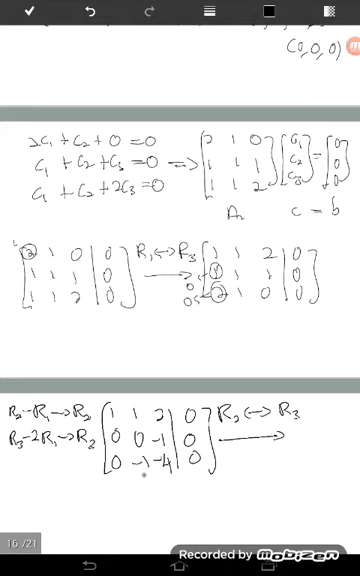 (0,0,0)
2C₁ + C₂ + 0 = 0
C₁ + C₂ + C₃ = 0
C₁ + C₂ + 2C₃ = 0
=> [2 1 0; 1 1 1; 1 1 2] [C₁; C₂; C₃] = [0; 0; 0]
A c = b
[2 1 0 | 0; 1 1 1 | 0; 1 1 2 | 0] R₁ <-> R₃ → [1 1 2 | 0; 1 1 1 | 0; 2 1 0 | 0]
0
0
R₂ - R₁ → R₂
R₃ - 2R₁ → R₃
[1 1 2 | 0; 0 0 -1 | 0; 0 -1 -4 | 0] R₂ <-> R₃ →
16 / 21
Recorded by Mobizen